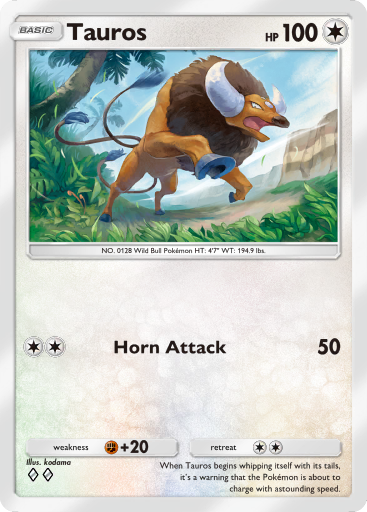 BASIC Tauros HP 100
NO. 0128 Wild Bull Pokémon HT: 4'7" WT: 194.9 lbs.
Horn Attack 50
weakness +20 retreat
Illus. kodama
When Tauros begins whipping itself with its tails,
it's a warning that the Pokémon is about to
charge with astounding speed.